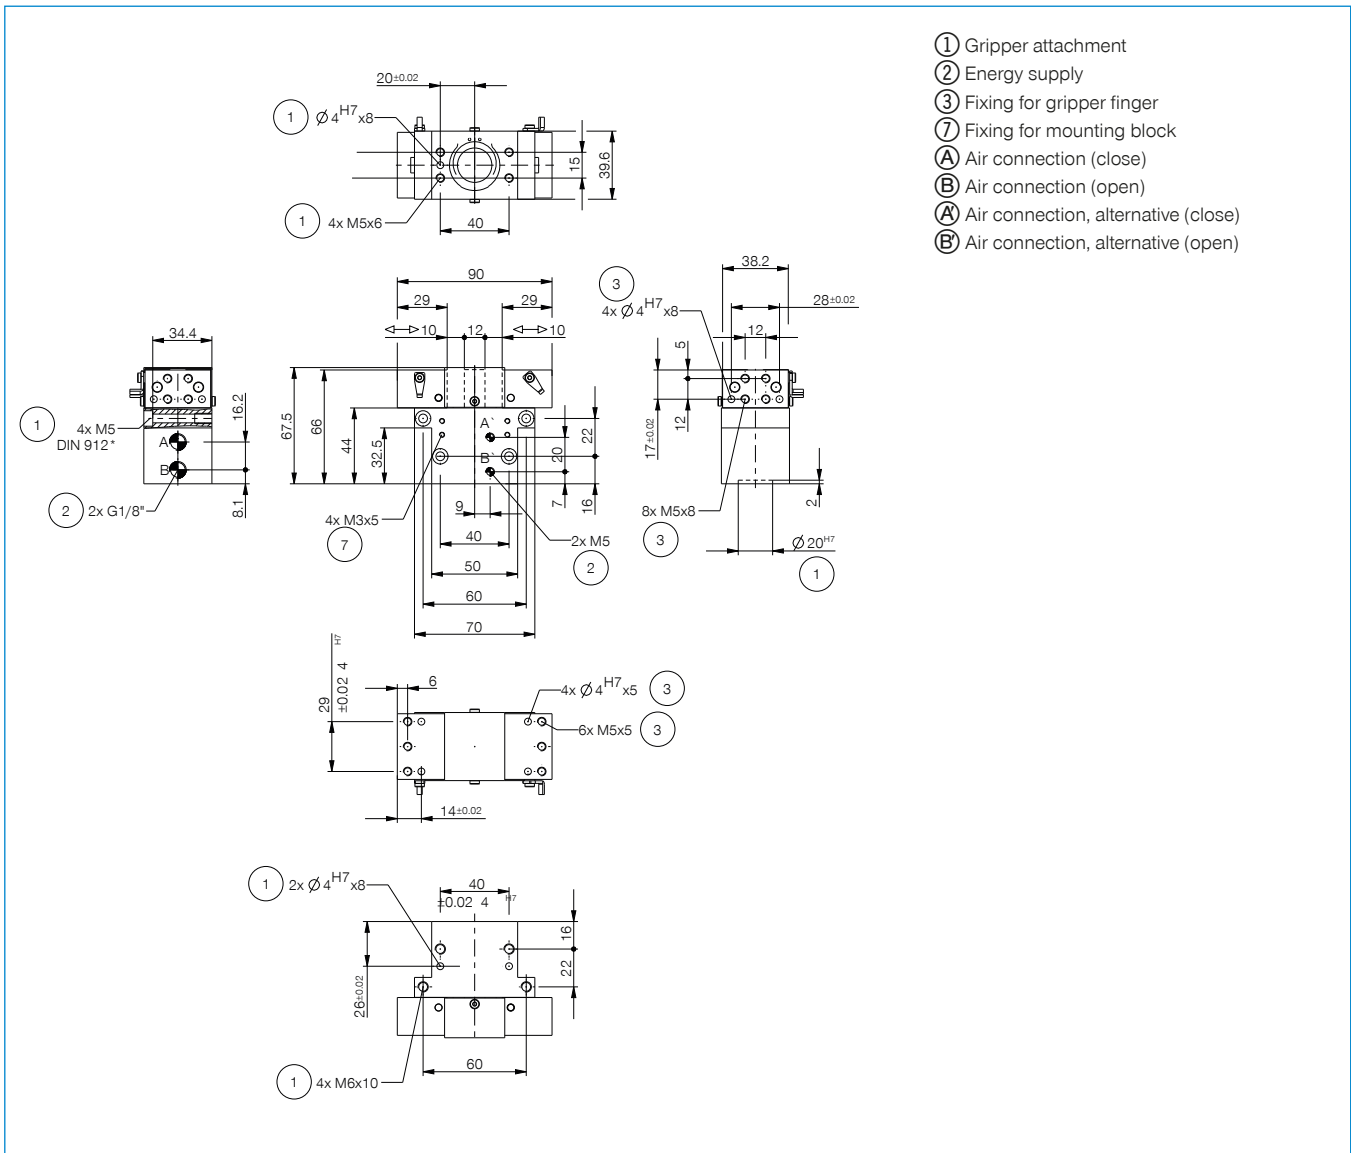 1 Gripper attachment
2 Energy supply
3 Fixing for gripper finger
7 Fixing for mounting block
A Air connection (close)
B Air connection (open)
A' Air connection, alternative (close)
B' Air connection, alternative (open)
20±0.02
1 Ø 4H7x8
15
39.6
1 4x M5x6
40
90
29
29
10
12
10
67.5
66
44
32.5
A`
B`
22
20
7
16
9
4x M3x5
7
40
2x M5
2
50
60
70
34.4
16.2
1 4x M5
DIN 912*
A
B
8.1
2 2x G1/8"
38.2
3
4x Ø 4H7x8
28±0.02
12
5
17±0.02
12
8x M5x8
3
2
Ø 20H7
1
29
±0.02 4 H7
6
4x Ø 4H7x5 3
6x M5x5 3
14±0.02
1 2x Ø 4H7x8
40
±0.02 4 H7
16
22
26±0.02
60
1 4x M6x10